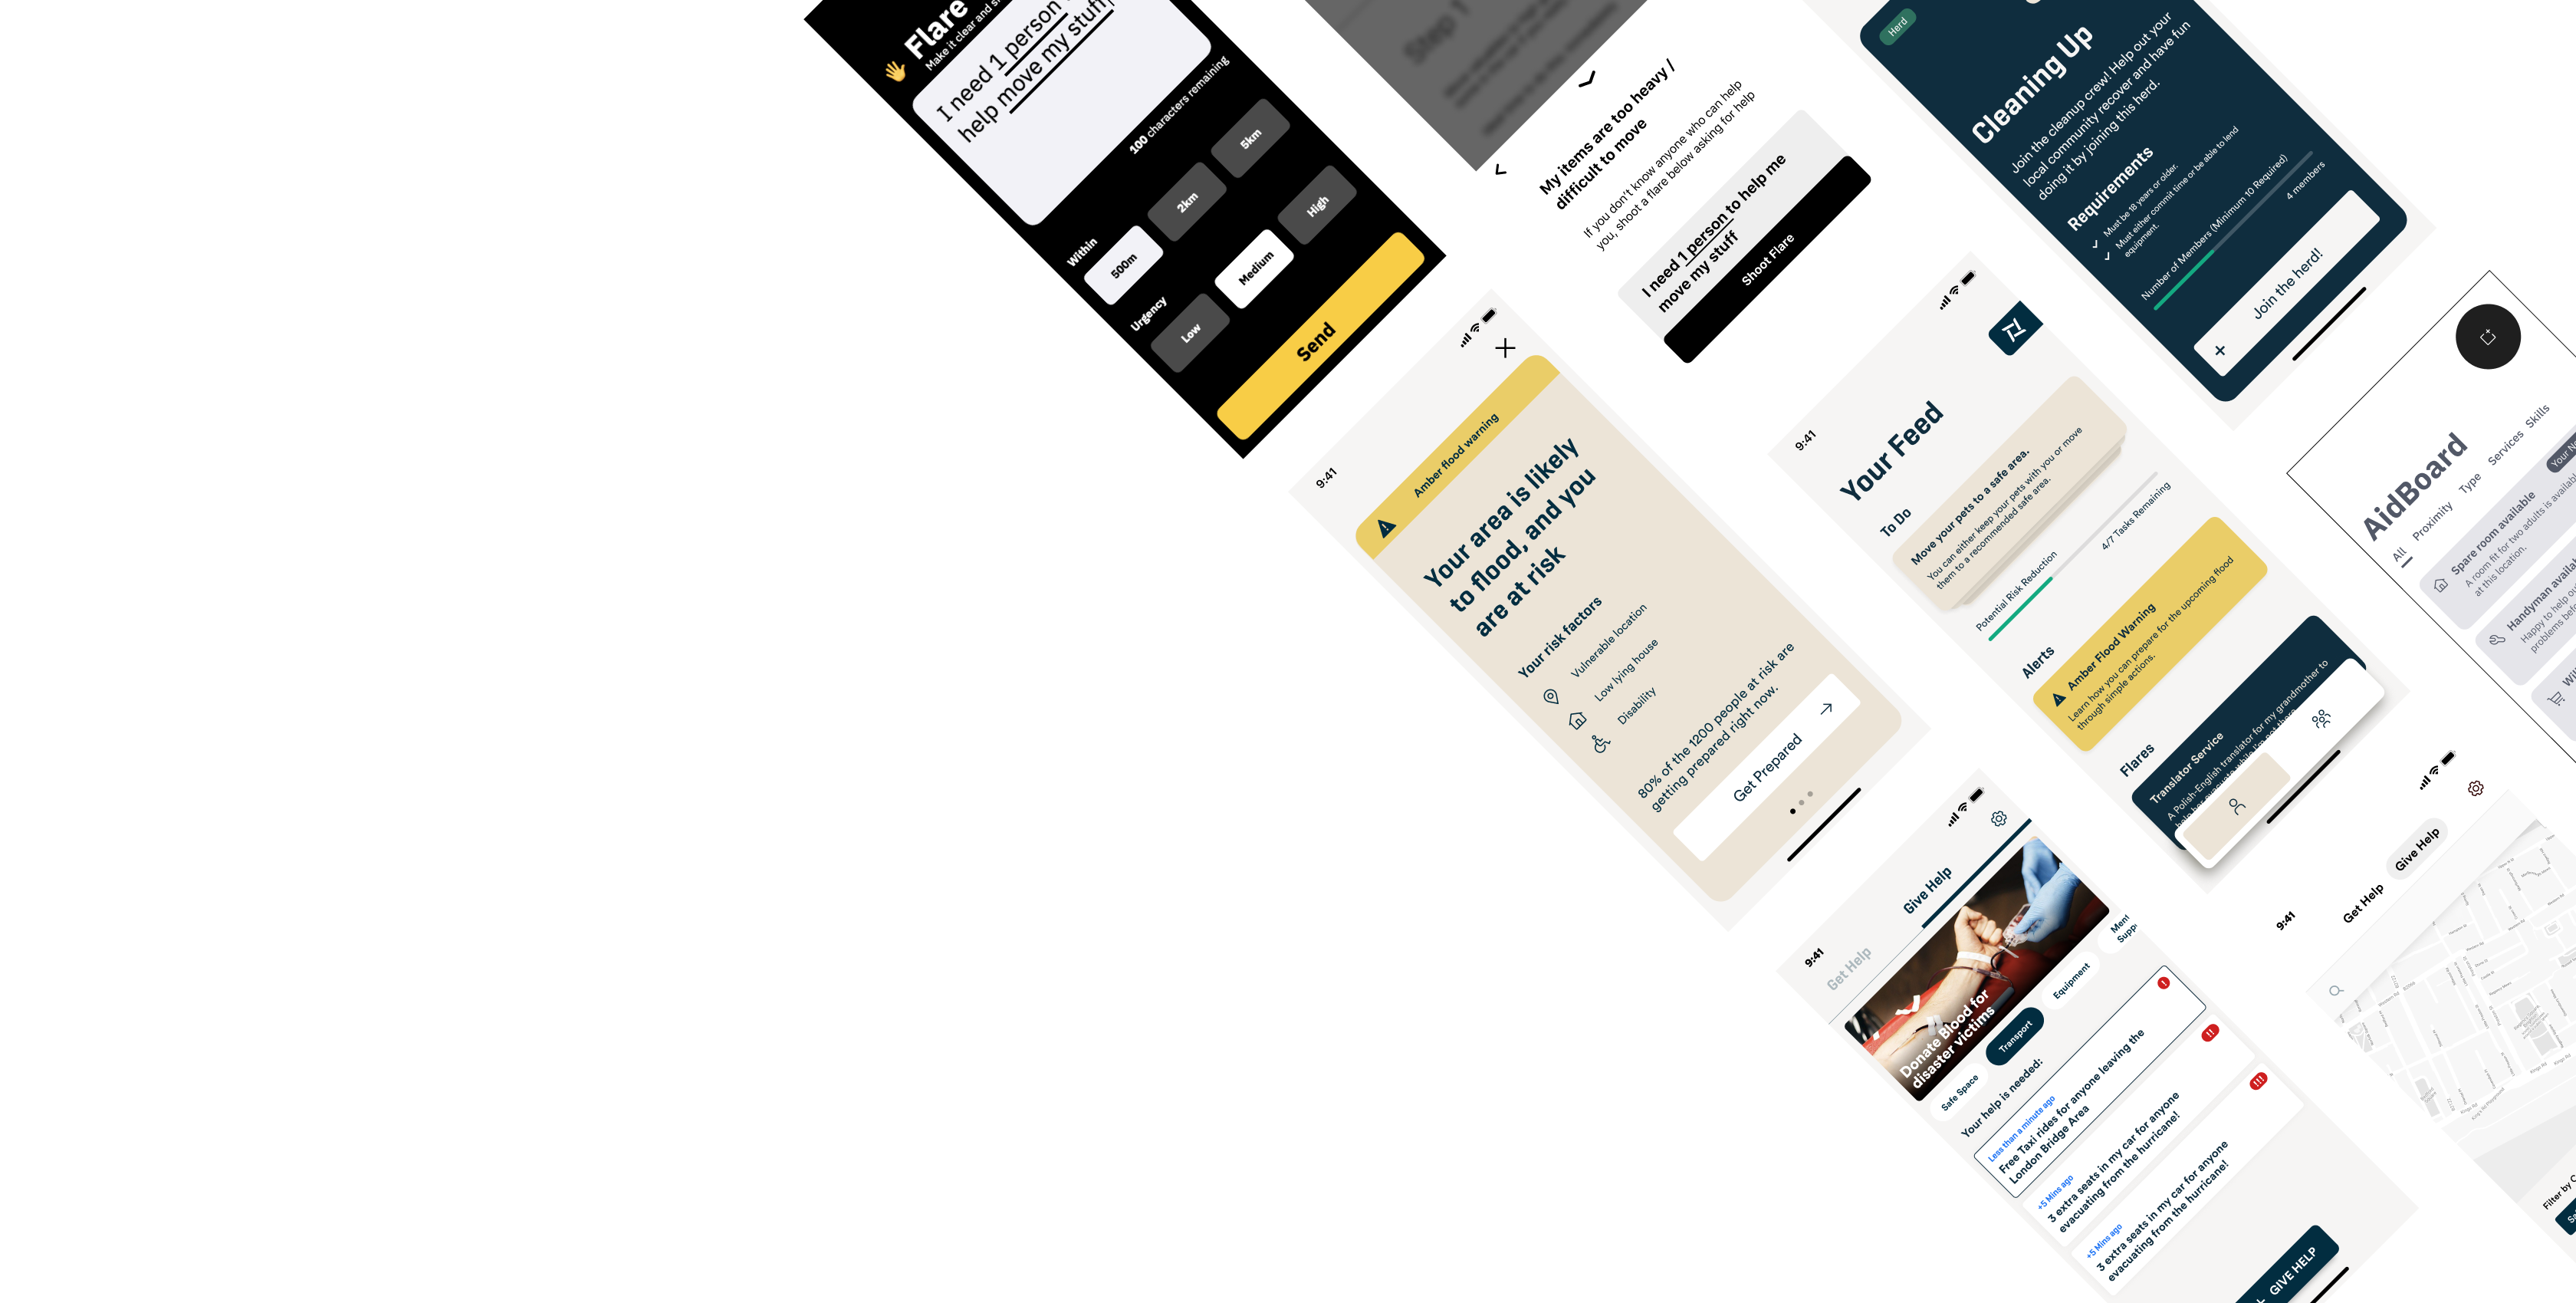 Flare
Make it clear and
I need 1 person
help move my stuff
100 characters remaining
Within
500m
2km
5km
Urgency
Low
Medium
High
Send
Step 1
My items are too heavy /
difficult to move
If you don't know anyone who can help
you, shoot a flare below asking for help
I need 1 person to help me
move my stuff
Shoot Flare
Herd
Cleaning Up
Join the cleanup crew! Help out your
local community recover and have fun
doing it by joining this herd.
Requirements
Must be 18 years or older.
Must either commit time or be able to lend
equipment.
Number of Members (Minimum 10 Required)
4 members
+ Join the herd!
9:41
Amber flood warning
Your area is likely
to flood, and you
are at risk
Your risk factors
Vulnerable location
Low lying house
Disability
80% of the 1200 people at risk are
getting prepared right now.
Get Prepared
9:41
Your Feed
To Do
Move your pets to a safe area.
You can either keep your pets with you or move
them to a recommended safe area.
Potential Risk Reduction
4/7 Tasks Remaining
Alerts
Amber Flood Warning
Learn how you can prepare for the upcoming flood
through simple actions.
Flares
Translator Service
A Polish-English translator for my grandmother to
AidBoard
All
Proximity
Type
Services
Skills
Spare room available
A room fit for two adults is
at this location.
Handyman
Happy to help
problems
9:41
Get Help
Give Help
Donate Blood for
disaster victims
Safe Space
Transport
Equipment
Your help is needed:
Less than a minute ago
!
Free Taxi rides for anyone leaving the
London Bridge Area
+5 Mins ago
!!
3 extra seats in my car for anyone
evacuating from the hurricane!
+5 Mins ago
!!!
3 extra seats in my car for anyone
evacuating from the hurricane!
GIVE HELP
9:41
Get Help
Give Help
Filter by